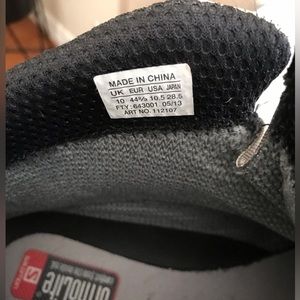 MADE IN CHINA
UK EUR USA JAPAN
10 44⅔ 10.5 28.5
FTY: 643001 05/13
ART NO. 112107
ortholite